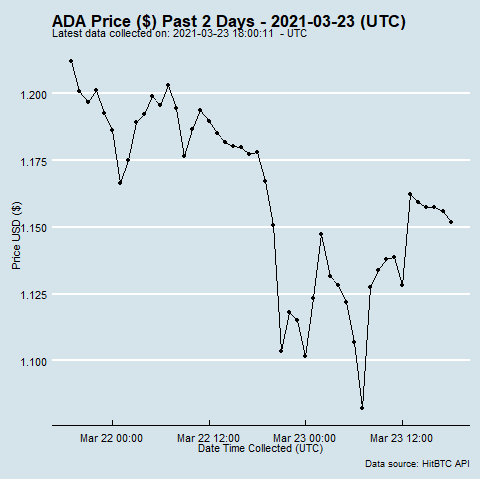 ADA Price ($) Past 2 Days - 2021-03-23 (UTC)
Latest data collected on: 2021-03-23 18:00:11  - UTC
1.200
1.175
1.150
1.125
1.100
Price USD ($)
Mar 22 00:00
Mar 22 12:00
Mar 23 00:00
Mar 23 12:00
Date Time Collected (UTC)
Data source: HitBTC API